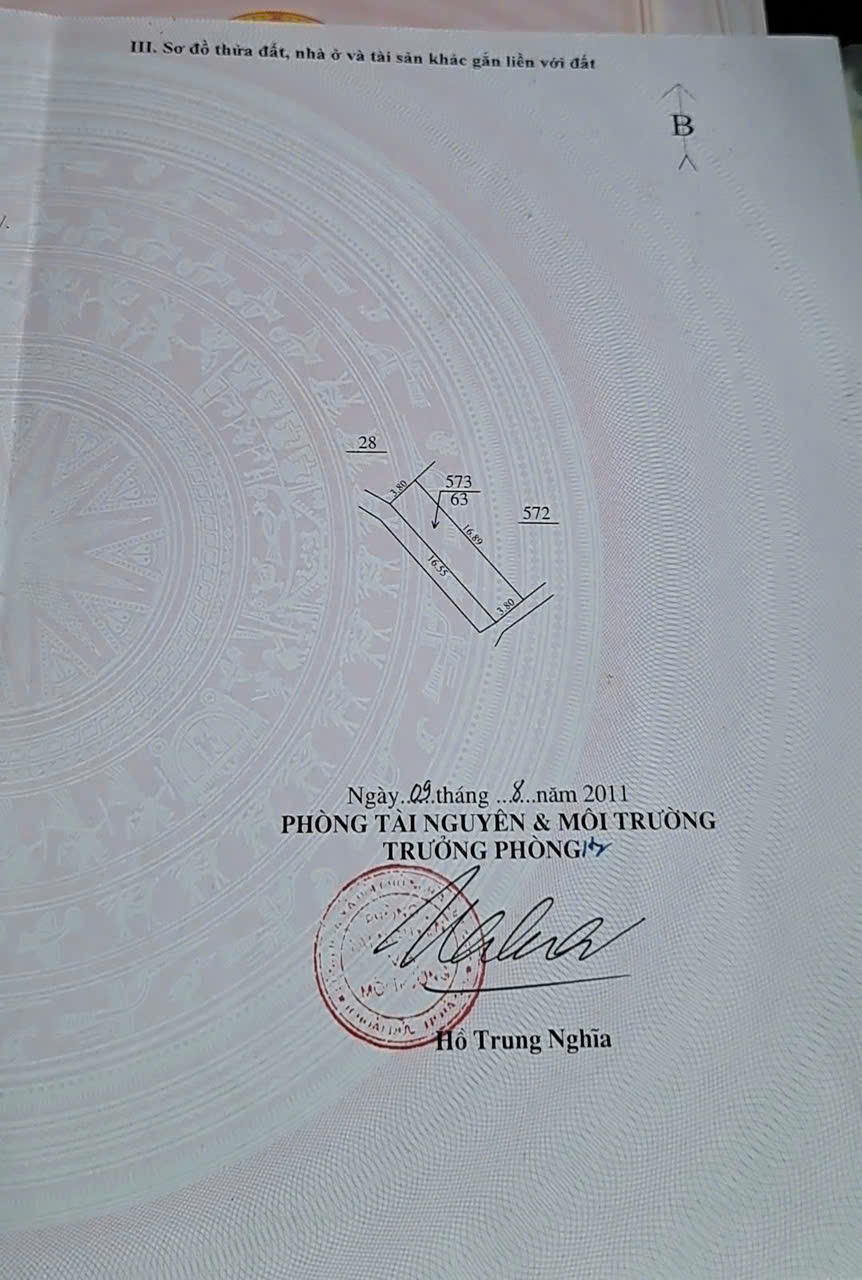 III. Sơ đồ thửa đất, nhà ở và tài sản khác gắn liền với đất
B
28
3.80
573
63
572
16.89
16.55
3.80
Ngày..09.tháng ...8...năm 2011
PHÒNG TÀI NGUYÊN & MÔI TRƯỜNG
TRƯỞNG PHÒNG
PHÒNG
Hồ Trung Nghĩa